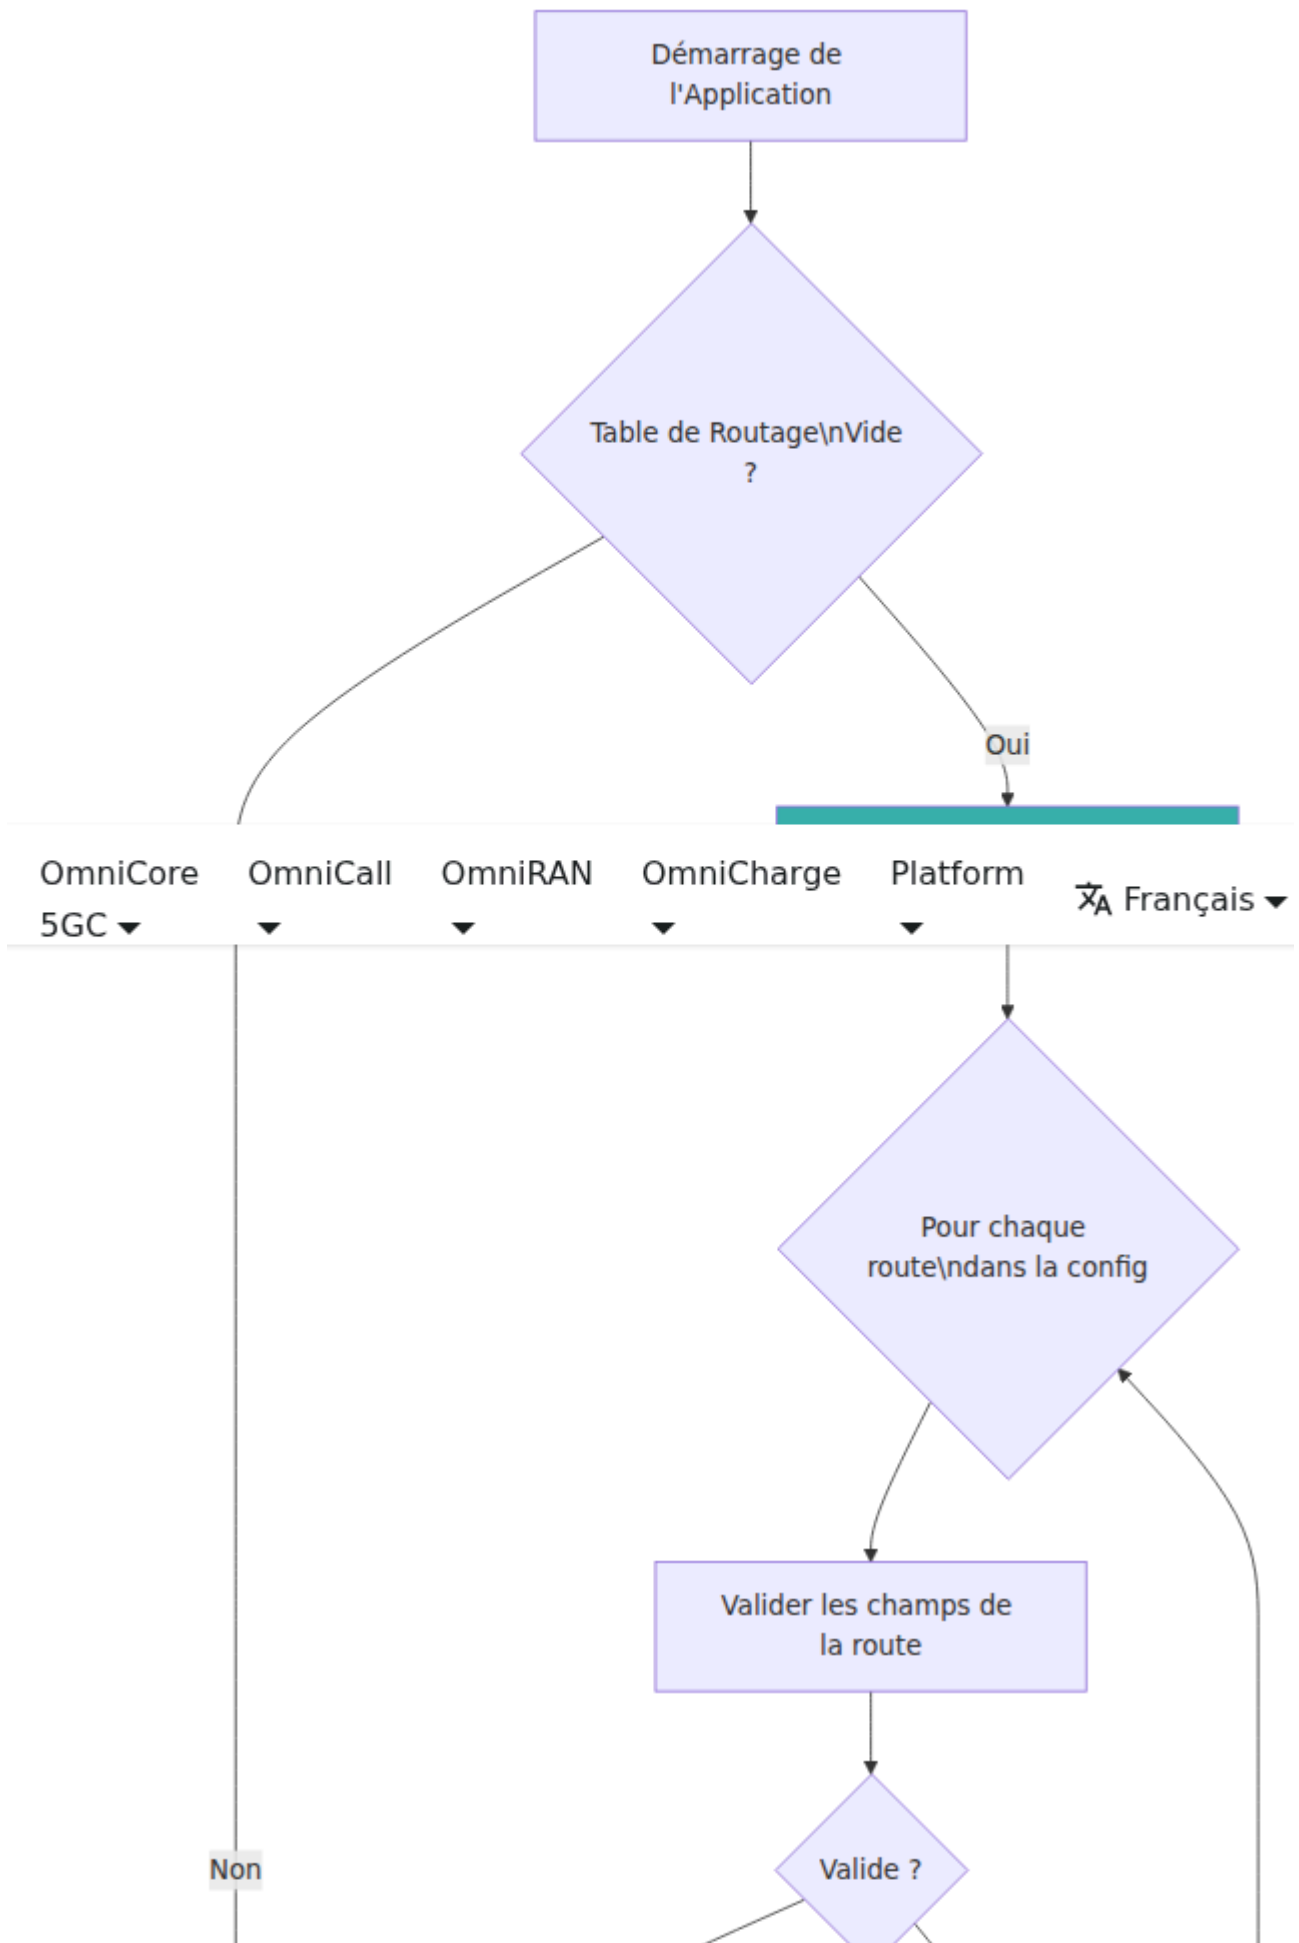 Démarrage de
l'Application
Table de Routage\nVide
?
Oui
OmniCore
5GC
OmniCall
OmniRAN
OmniCharge
Platform
Français
Pour chaque
route\ndans la config
Valider les champs de
la route
Valide ?
Non